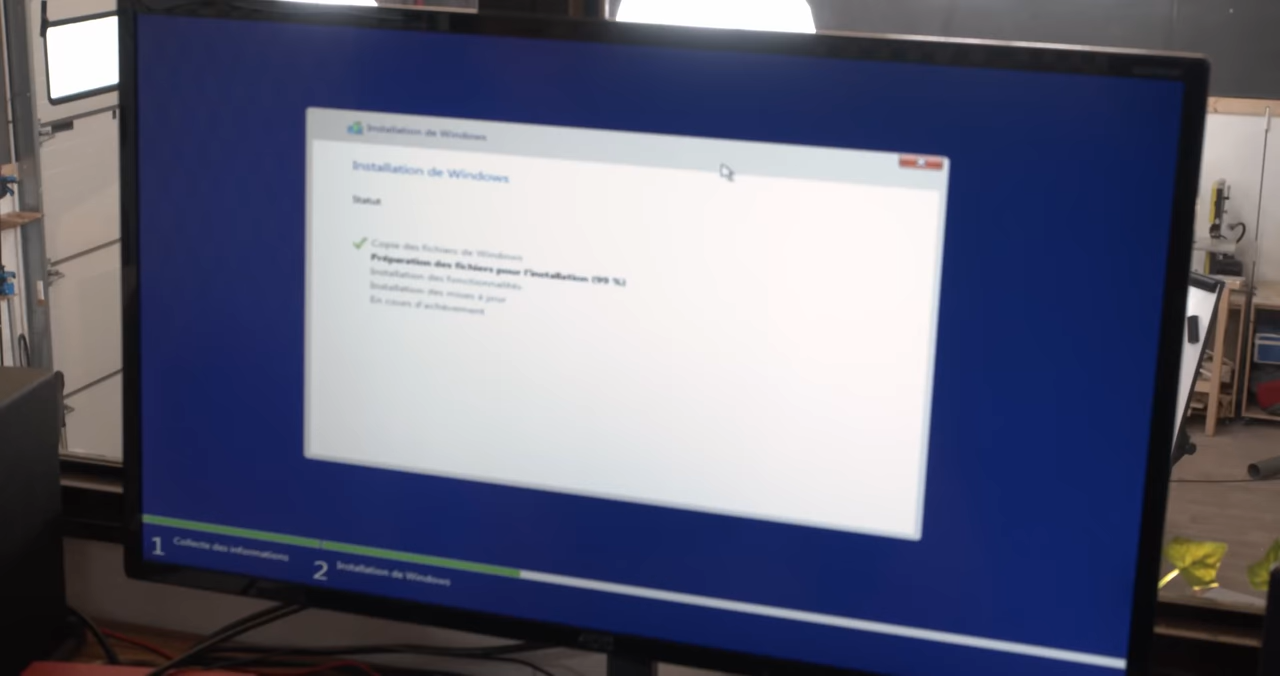 Installation de Windows
Installation de Windows
Statut
Copie des fichiers de Windows
Préparation des fichiers pour l'installation (99 %)
Installation des fonctionnalités
Installation des mises à jour
En cours d'achèvement
1 Collecte des informations
2 Installation de Windows